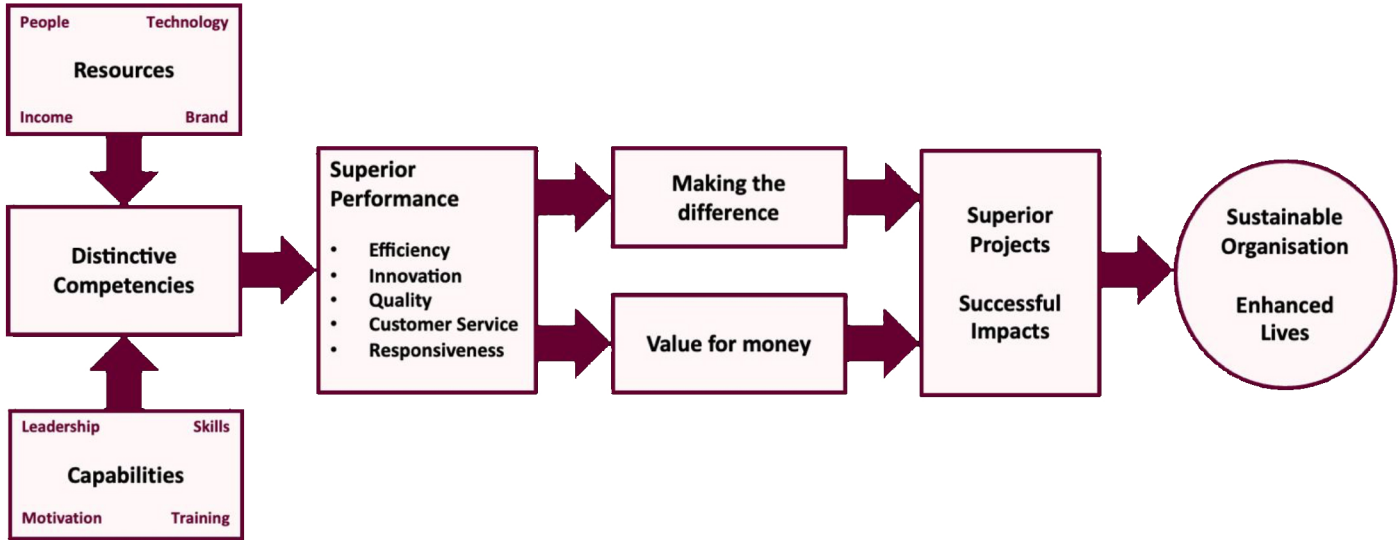 People Technology
Resources
Income Brand
Distinctive
Competencies
Leadership Skills
Capabilities
Motivation Training
Superior
Performance
• Efficiency
• Innovation
• Quality
• Customer Service
• Responsiveness
Making the
difference
Value for money
Superior
Projects
Successful
Impacts
Sustainable
Organisation
Enhanced
Lives